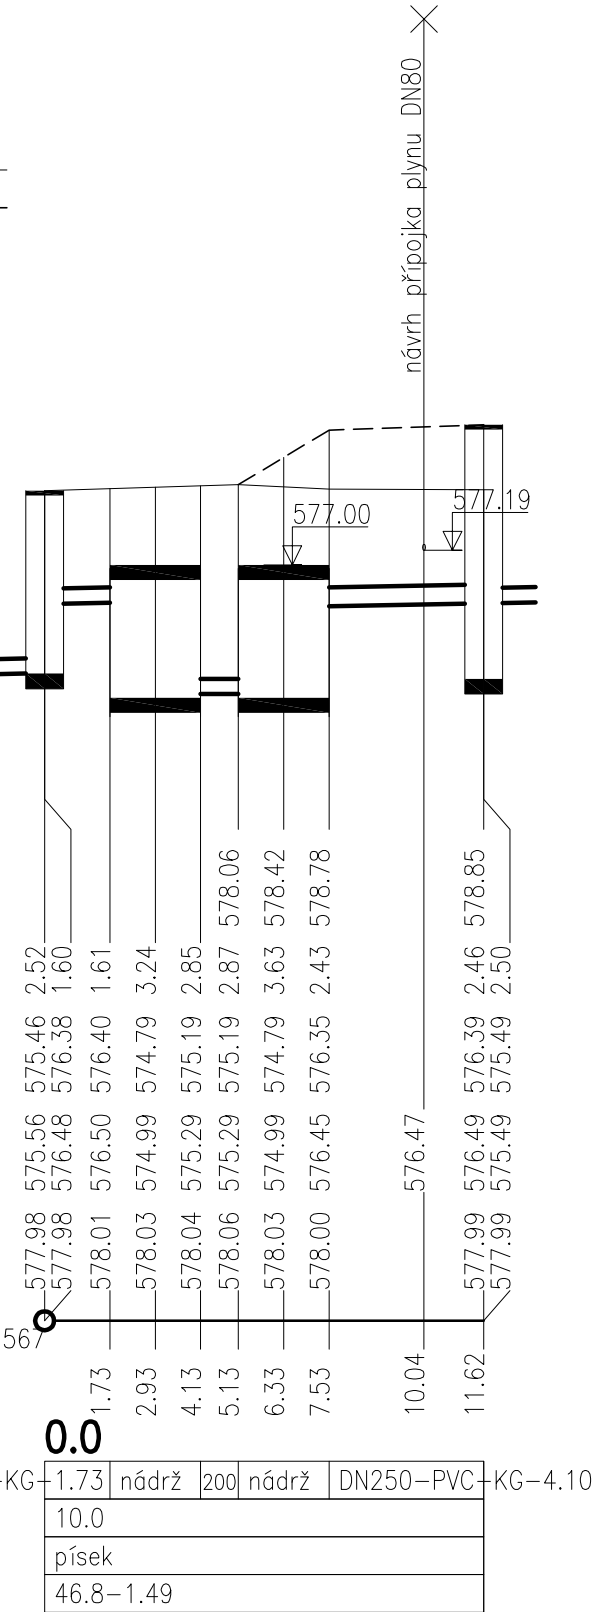 návrh přípojka plynu DN80
577.19
577.00
578.06 578.42 578.78 578.85
2.52 1.60 1.61 3.24 2.85 2.87 3.63 2.43 2.46 2.50
575.46 576.38 576.40 574.79 575.19 575.19 574.79 576.35 576.39 575.49
575.56 576.48 576.50 574.99 575.29 575.29 574.99 576.45 576.47 576.49 575.49
577.98 577.98 578.01 578.03 578.04 578.06 578.03 578.00 577.99 577.99
567
1.73 2.93 4.13 5.13 6.33 7.53 10.04 11.62
0.0
-KG-1.73 nádrž 200 nádrž DN250-PVC-KG-4.10
10.0
písek
46.8-1.49